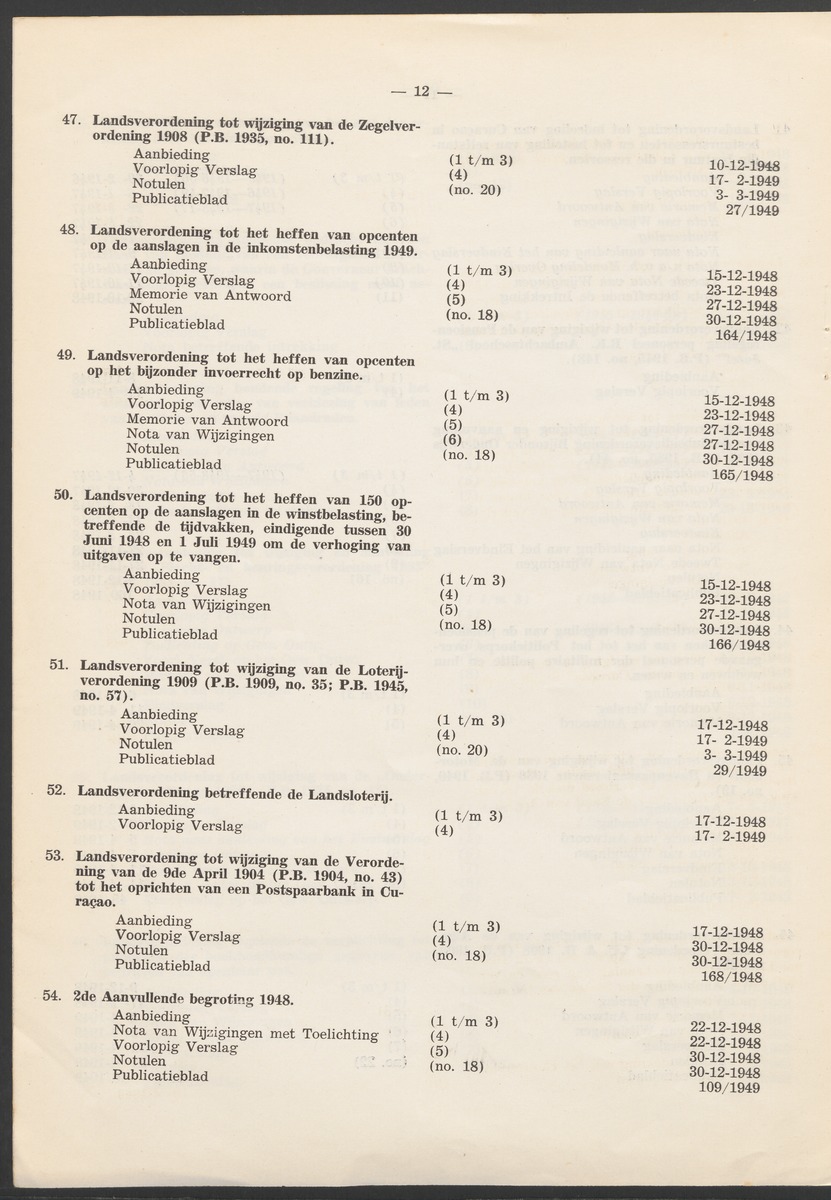 — 12 —
47. Landsverordening tot wijziging van de Zegelver-
ordening 1908 (P.B. 1935, no. 111).
Aanbieding (1 t/m 3) 10-12-1948
Voorlopig Verslag (4) 17- 2-1949
Notulen (no. 20) 3- 3-1949
Publicatieblad 27/1949
48. Landsverordening tot het heffen van opcenten
op de aanslagen in de inkomstenbelasting 1949.
Aanbieding (1 t/m 3) 15-12-1948
Voorlopig Verslag (4) 23-12-1948
Memorie van Antwoord (5) 27-12-1948
Notulen (no. 18) 30-12-1948
Publicatieblad 164/1948
49. Landsverordening tot het heffen van opcenten
op het bijzonder invoerrecht op benzine.
Aanbieding (1 t/m 3) 15-12-1948
Voorlopig Verslag (4) 23-12-1948
Memorie van Antwoord (5) 27-12-1948
Nota van Wijzigingen (6) 27-12-1948
Notulen (no. 18) 30-12-1948
Publicatieblad 165/1948
50. Landsverordening tot het heffen van 150 op-
centen op de aanslagen in de winstbelasting, be-
treffende de tijdvakken, eindigende tussen 30
Juni 1948 en 1 Juli 1949 om de verhoging van
uitgaven op te vangen.
Aanbieding (1 t/m 3) 15-12-1948
Voorlopig Verslag (4) 23-12-1948
Nota van Wijzigingen (5) 27-12-1948
Notulen (no. 18) 30-12-1948
Publicatieblad 166/1948
51. Landsverordening tot wijziging van de Loterij-
verordening 1909 (P.B. 1909, no. 35; P.B. 1945,
no. 57).
Aanbieding (1 t/m 3) 17-12-1948
Voorlopig Verslag (4) 17- 2-1949
Notulen (no. 20) 3- 3-1949
Publicatieblad 29/1949
52. Landsverordening betreffende de Landsloterij.
Aanbieding (1 t/m 3) 17-12-1948
Voorlopig Verslag (4) 17- 2-1949
53. Landsverordening tot wijziging van de Verorde-
ning van de 9de April 1904 (P.B. 1904, no. 43)
tot het oprichten van een Postspaarbank in Cu-
raçao.
Aanbieding (1 t/m 3) 17-12-1948
Voorlopig Verslag (4) 30-12-1948
Notulen (no. 18) 30-12-1948
Publicatieblad 168/1948
54. 2de Aanvullende begroting 1948.
Aanbieding (1 t/m 3) 22-12-1948
Nota van Wijzigingen met Toelichting (4) 22-12-1948
Voorlopig Verslag (5) 30-12-1948
Notulen (no. 18) 30-12-1948
Publicatieblad 109/1949